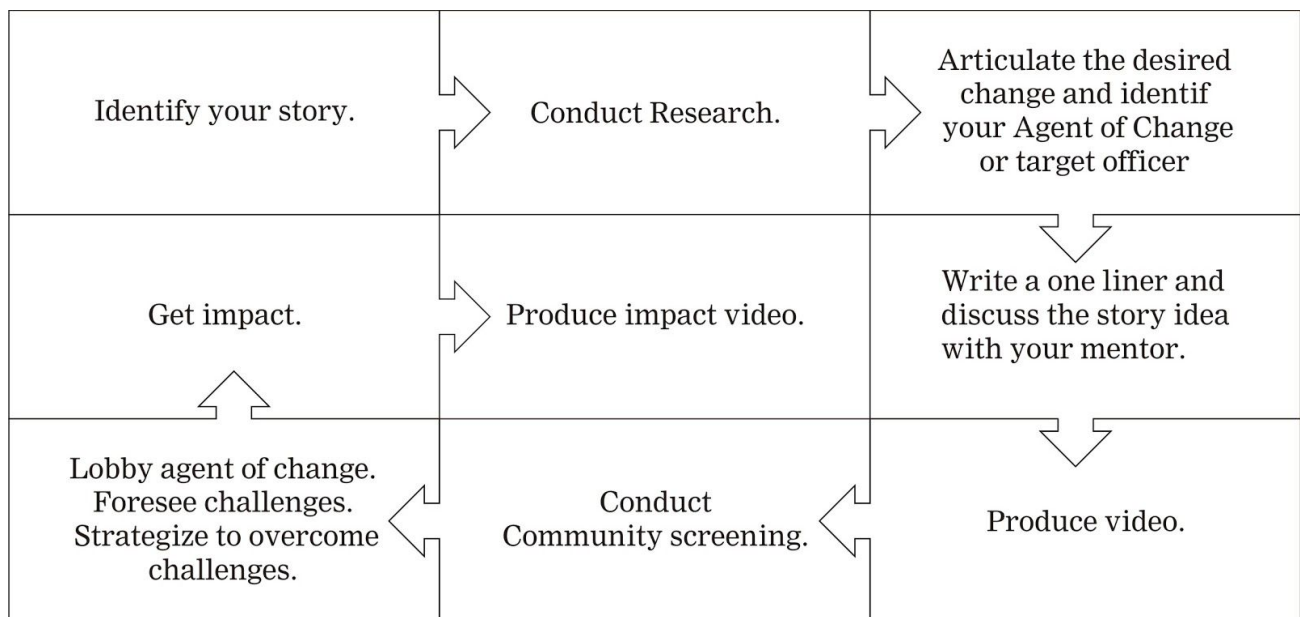 Identify your story.
Conduct Research.
Articulate the desired
change and identif
your Agent of Change
or target officer
Get impact.
Produce impact video.
Write a one liner and
discuss the story idea
with your mentor.
Lobby agent of change.
Foresee challenges.
Strategize to overcome
challenges.
Conduct
Community screening.
Produce video.